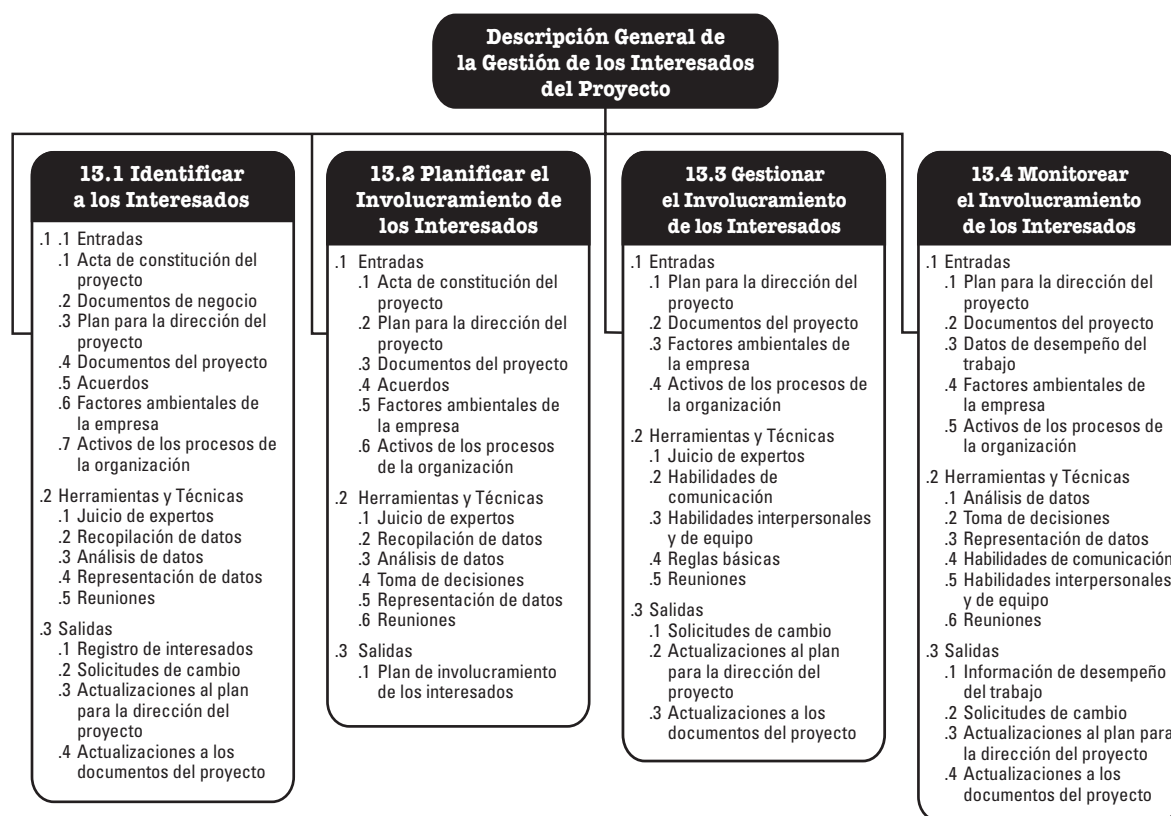 Descripción General de
la Gestión de los Interesados
del Proyecto
13.1 Identificar
a los Interesados
.1 .1 Entradas
.1 Acta de constitución del
proyecto
.2 Documentos de negocio
.3 Plan para la dirección del
proyecto
.4 Documentos del proyecto
.5 Acuerdos
.6 Factores ambientales de
la empresa
.7 Activos de los procesos de
la organización
.2 Herramientas y Técnicas
.1 Juicio de expertos
.2 Recopilación de datos
.3 Análisis de datos
.4 Representación de datos
.5 Reuniones
.3 Salidas
.1 Registro de interesados
.2 Solicitudes de cambio
.3 Actualizaciones al plan
para la dirección del
proyecto
.4 Actualizaciones a los
documentos del proyecto
13.2 Planificar el
Involucramiento de
los Interesados
.1 Entradas
.1 Acta de constitución del
proyecto
.2 Plan para la dirección del
proyecto
.3 Documentos del proyecto
.4 Acuerdos
.5 Factores ambientales de
la empresa
.6 Activos de los procesos
de la organización
.2 Herramientas y Técnicas
.1 Juicio de expertos
.2 Recopilación de datos
.3 Análisis de datos
.4 Toma de decisiones
.5 Representación de datos
.6 Reuniones
.3 Salidas
.1 Plan de involucramiento
de los interesados
13.3 Gestionar
el Involucramiento
de los Interesados
.1 Entradas
.1 Plan para la dirección del
proyecto
.2 Documentos del proyecto
.3 Factores ambientales de
la empresa
.4 Activos de los procesos de
la organización
.2 Herramientas y Técnicas
.1 Juicio de expertos
.2 Habilidades de
comunicación
.3 Habilidades interpersonales
y de equipo
.4 Reglas básicas
.5 Reuniones
.3 Salidas
.1 Solicitudes de cambio
.2 Actualizaciones al plan
para la dirección del
proyecto
.3 Actualizaciones a los
documentos del proyecto
13.4 Monitorear
el Involucramiento
de los Interesados
.1 Entradas
.1 Plan para la dirección del
proyecto
.2 Documentos del proyecto
.3 Datos de desempeño del
trabajo
.4 Factores ambientales de
la empresa
.5 Activos de los procesos de
la organización
.2 Herramientas y Técnicas
.1 Análisis de datos
.2 Toma de decisiones
.3 Representación de datos
.4 Habilidades de comunicación
.5 Habilidades interpersonales
y de equipo
.6 Reuniones
.3 Salidas
.1 Información de desempeño
del trabajo
.2 Solicitudes de cambio
.3 Actualizaciones al plan para
la dirección del proyecto
.4 Actualizaciones a los
documentos del proyecto